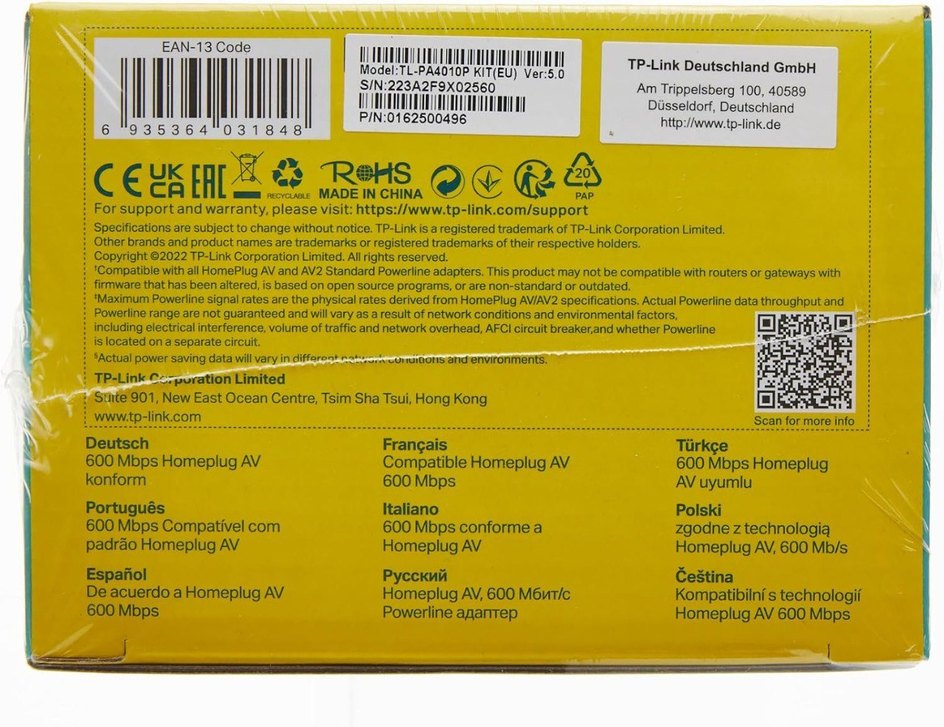 EAN-13 Code
6 935364 031848
Model:TL-PA4010P KIT(EU) Ver:5.0
S/N:223A2F9X02560
P/N:0162500496
TP-Link Deutschland GmbH
Am Trippelsberg 100, 40589
Düsseldorf, Deutschland
http://www.tp-link.de
CE UK CA EAC
RECYCLABLE
ROHS
MADE IN CHINA
20
PAP
For support and warranty, please visit: https://www.tp-link.com/support
Specifications are subject to change without notice. TP-Link is a registered trademark of TP-Link Corporation Limited.
Other brands and product names are trademarks or registered trademarks of their respective holders.
Copyright ©2022 TP-Link Corporation Limited. All rights reserved.
†Compatible with all HomePlug AV and AV2 Standard Powerline adapters. This product may not be compatible with routers or gateways with
firmware that has been altered, is based on open source programs, or are non-standard or outdated.
‡Maximum Powerline signal rates are the physical rates derived from HomePlug AV/AV2 specifications. Actual Powerline data throughput and
Powerline range are not guaranteed and will vary as a result of network conditions and environmental factors,
including electrical interference, volume of traffic and network overhead, AFCI circuit breaker,and whether Powerline
is located on a separate circuit.
§Actual power saving data will vary in different network conditions and environments.
TP-Link Corporation Limited
Suite 901, New East Ocean Centre, Tsim Sha Tsui, Hong Kong
www.tp-link.com
Scan for more info
Deutsch
600 Mbps Homeplug AV
konform
Français
Compatible Homeplug AV
600 Mbps
Türkçe
600 Mbps Homeplug
AV uyumlu
Português
600 Mbps Compatível com
padrão Homeplug AV
Italiano
600 Mbps conforme a
Homeplug AV
Polski
zgodne z technologią
Homeplug AV, 600 Mb/s
Español
De acuerdo a Homeplug AV
600 Mbps
Русский
Homeplug AV, 600 Мбит/с
Powerline адаптер
Čeština
Kompatibilní s technologií
Homeplug AV 600 Mbps